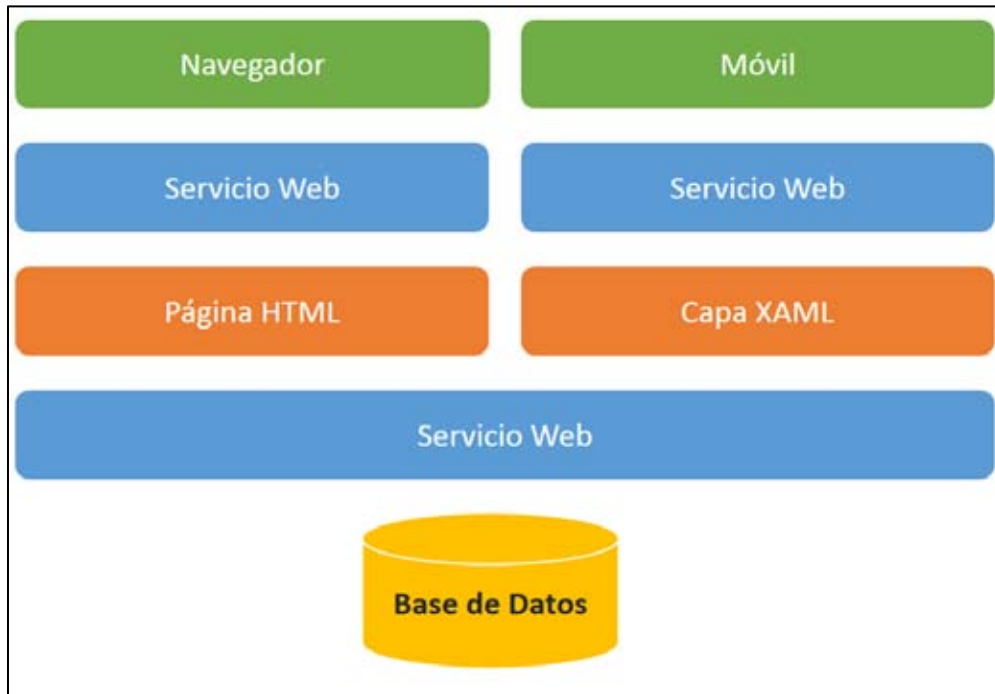 Navegador
Móvil
Servicio Web
Servicio Web
Página HTML
Capa XAML
Servicio Web
Base de Datos